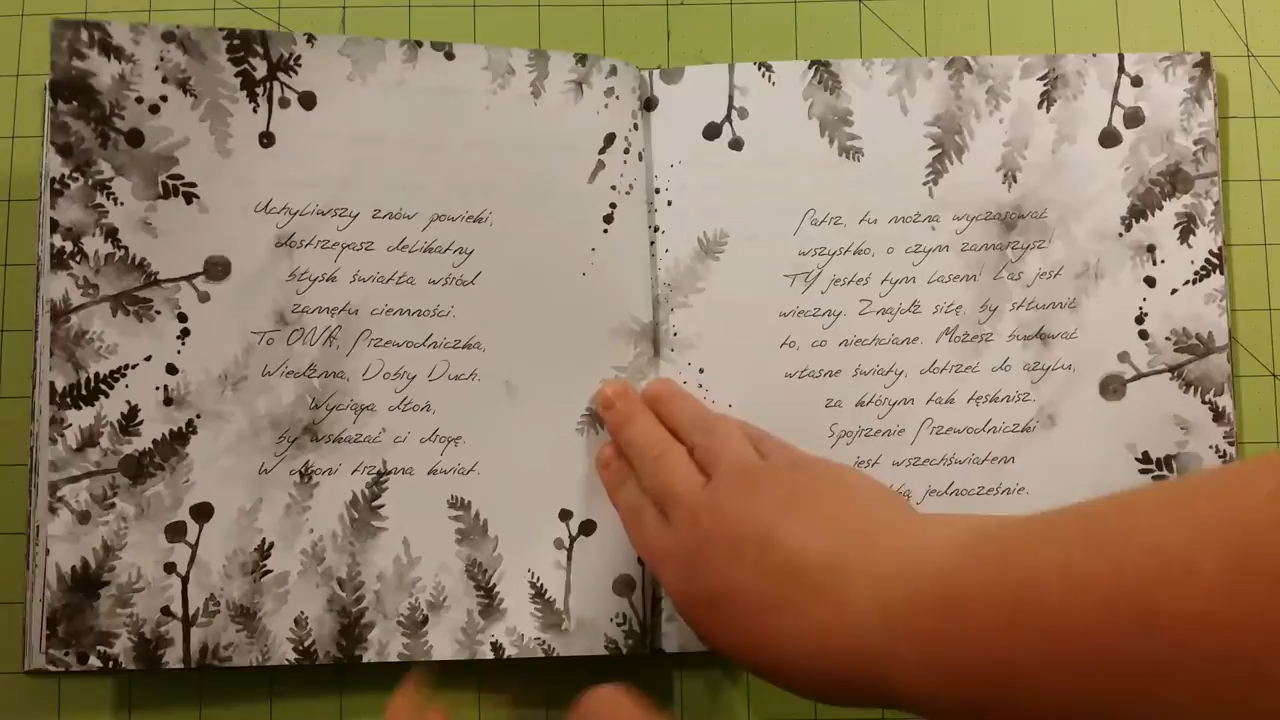 Uchyliwszy znów powieki,
dostrzegasz delikatny
błysk światła wśród
zamętu ciemności.
To ONA, Przewodniczka,
Wiedźma, Dobry Duch.
Wyciąga dłoń,
by wskazać ci drogę.
W dłoni trzyma kwiat.
Patrz, tu można wyczarować
wszystko, o czym zamarzysz!
TY jesteś tym lasem! Las jest
wieczny. Znajdź siłę, by stłumić
to, co niechciane. Możesz budować
własne światy, dotrzeć do azylu,
za którym tak tęsknisz.
Spojrzenie Przewodniczki
jest wszechświatem
jednocześnie.